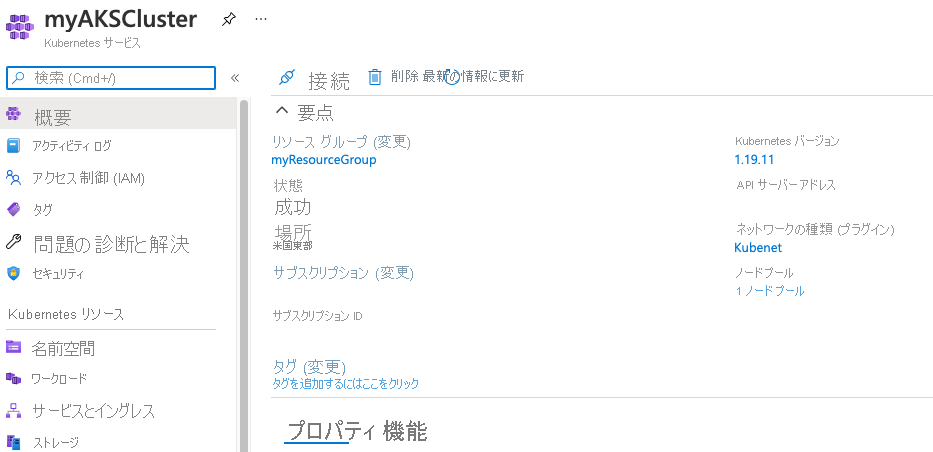 myAKSCluster
Kubernetes サービス
検索 (Cmd+/)
概要
アクティビティ ログ
アクセス制御 (IAM)
タグ
問題の診断と解決
セキュリティ
Kubernetes リソース
名前空間
ワークロード
サービスとイングレス
ストレージ
接続 削除 最新の情報に更新
要点
リソース グループ (変更)
myResourceGroup
状態
成功
場所
米国東部
サブスクリプション (変更)
サブスクリプション ID
タグ (変更)
タグを追加するにはここをクリック
Kubernetes バージョン
1.19.11
API サーバー アドレス
ネットワークの種類 (プラグイン)
Kubenet
ノード プール
1 ノード プール
プロパティ 機能